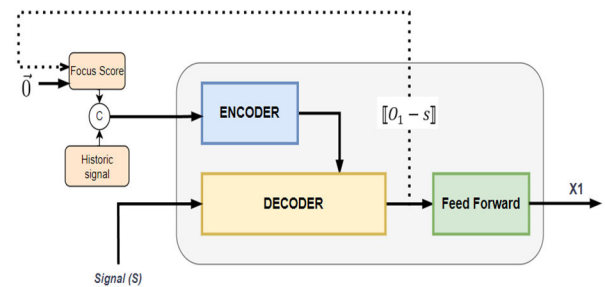 Focus Score
0⃗
C
ENCODER
⟦O₁ − s⟧
Historic
signal
DECODER
Feed Forward
X1
Signal (S)